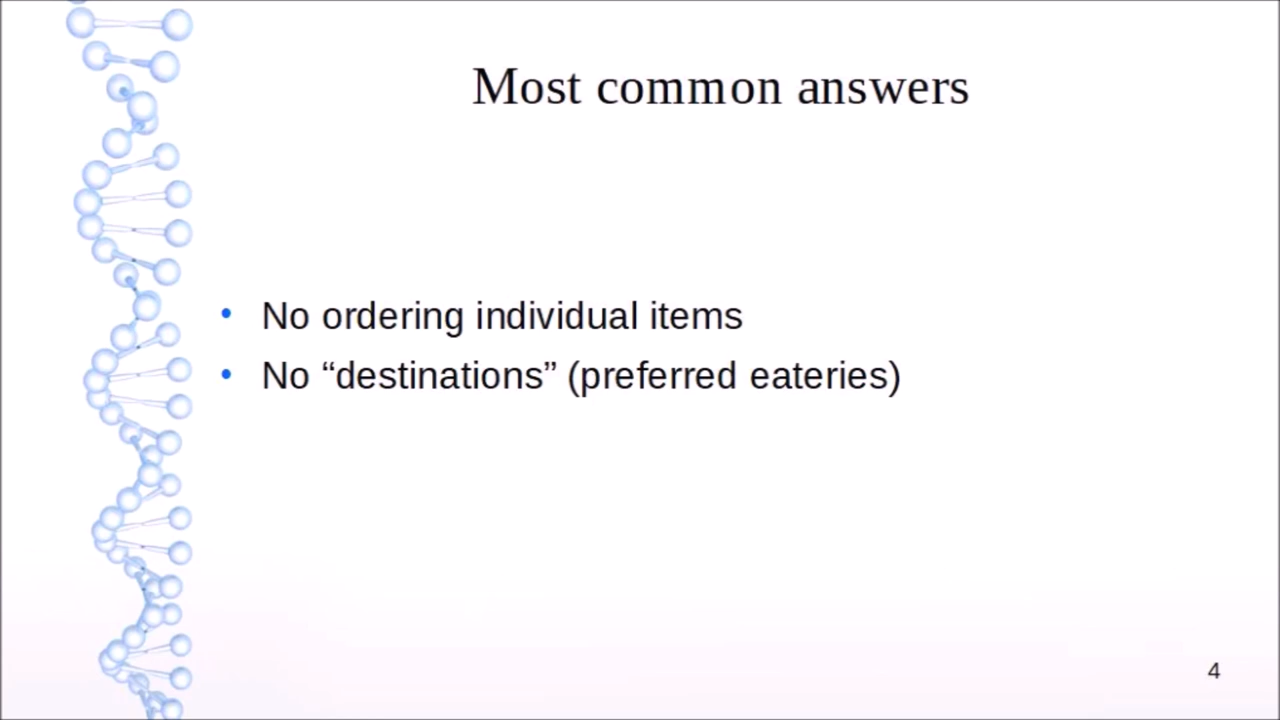 Most common answers
• No ordering individual items
• No “destinations” (preferred eateries)
4